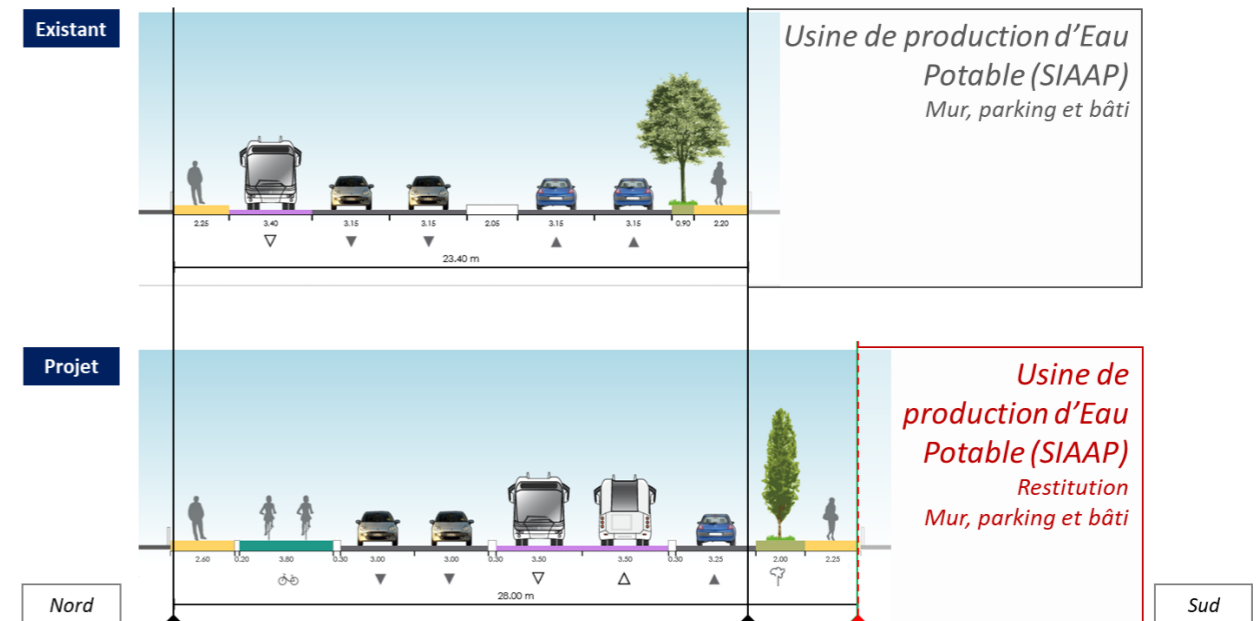 Existant
Usine de production d’Eau
Potable (SIAAP)
Mur, parking et bâti
2.25 3.40 3.15 3.15 2.05 3.15 3.15 0.90 2.20
23.40 m
Projet
Usine de
production d’Eau
Potable (SIAAP)
Restitution
Mur, parking et bâti
2.60 0.20 3.80 0.30 3.00 3.00 0.30 3.50 3.50 0.30 3.25 2.00 2.25
28.00 m
Nord
Sud